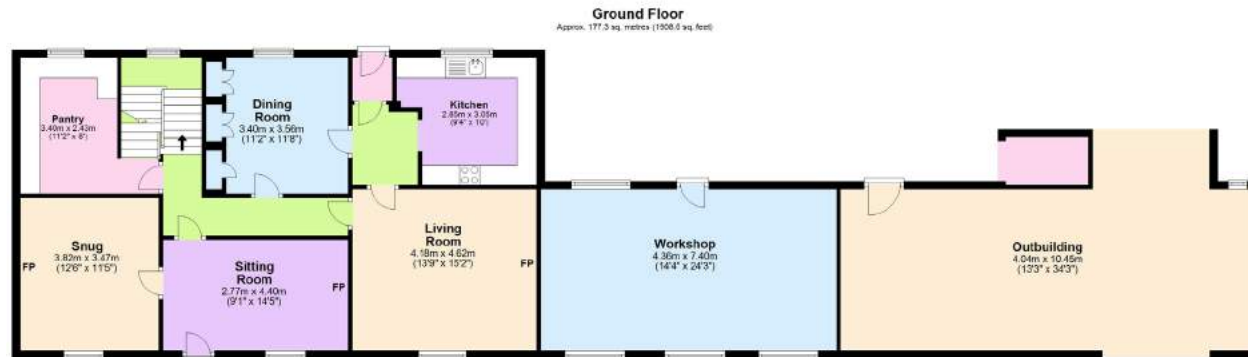 Ground Floor
Approx. 177.3 sq. metres (1908.6 sq. feet)
Pantry
3.40m x 2.43m
(11'2" x 8')
Dining
Room
3.40m x 3.56m
(11'2" x 11'8")
Kitchen
2.85m x 3.05m
(9'4" x 10')
Snug
3.82m x 3.47m
(12'6" x 11'5")
FP
Sitting
Room
2.77m x 4.40m
(9'1" x 14'5")
FP
Living
Room
4.18m x 4.62m
(13'9" x 15'2")
FP
Workshop
4.36m x 7.40m
(14'4" x 24'3")
Outbuilding
4.04m x 10.45m
(13'3" x 34'3")